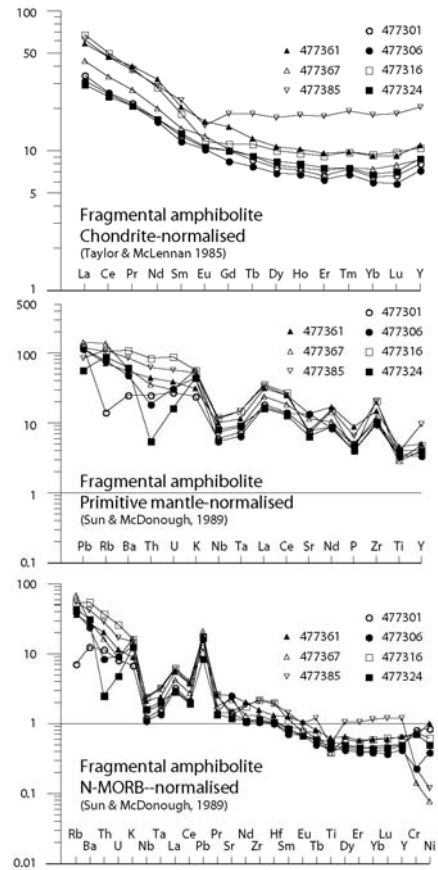 100
50
10
5
1
477301
477361
477306
477367
477316
477385
477324
Fragmental amphibolite
Chondrite-normalised
(Taylor & McLennan 1985)
La Ce Pr Nd Sm Eu Gd Tb Dy Ho Er Tm Yb Lu Y
500
100
10
1
0.1
477301
477361
477306
477367
477316
477385
477324
Fragmental amphibolite
Primitive mantle-normalised
(Sun & McDonough, 1989)
Pb Rb Ba Th U K Nb Ta La Ce Sr Nd P Zr Ti Y
100
10
1
0.1
0.01
477301
477361
477306
477367
477316
477385
477324
Fragmental amphibolite
N-MORB--normalised
(Sun & McDonough, 1989)
Rb Th K Ta Ce Pr Nd Hf Eu Ti Er Lu Cr
Ba U Nb La Pb Sr Zr Sm Tb Dy Yb Y Ni